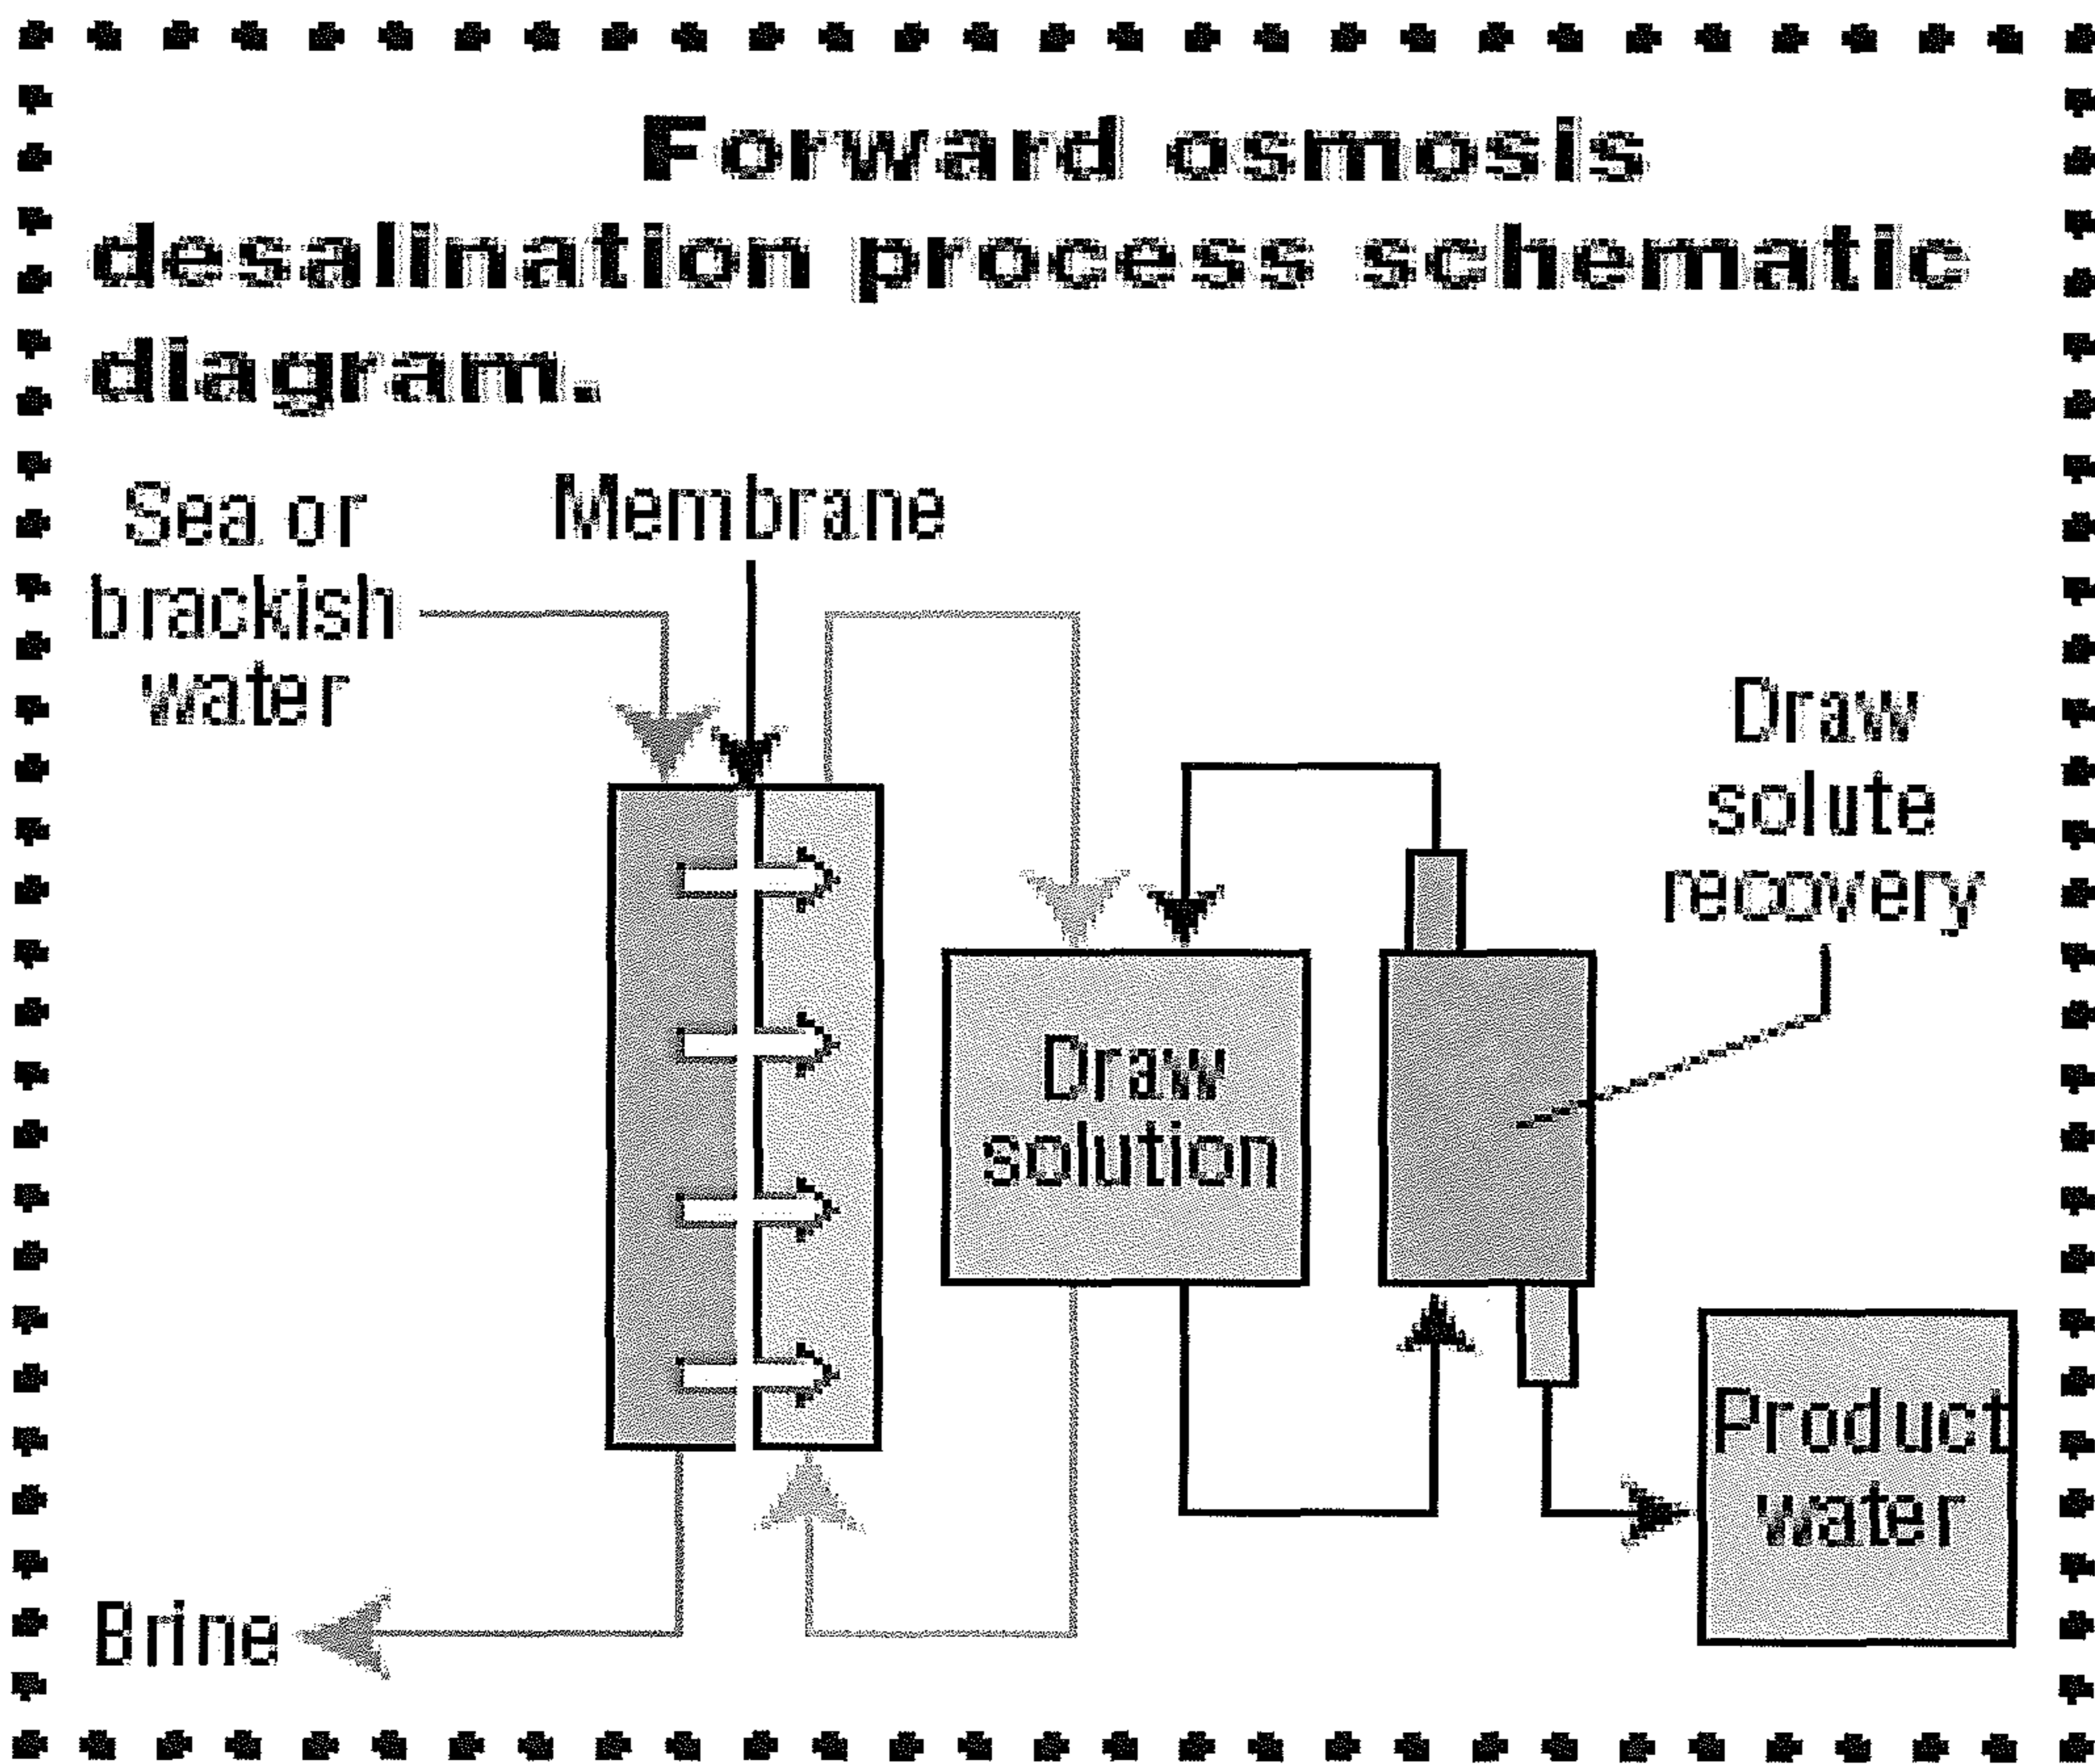 Forward osmosis
desalination process schematic
diagram.
Sea or
brackish
water
Membrane
Draw
solute
recovery
Draw
solution
Product
water
Brine